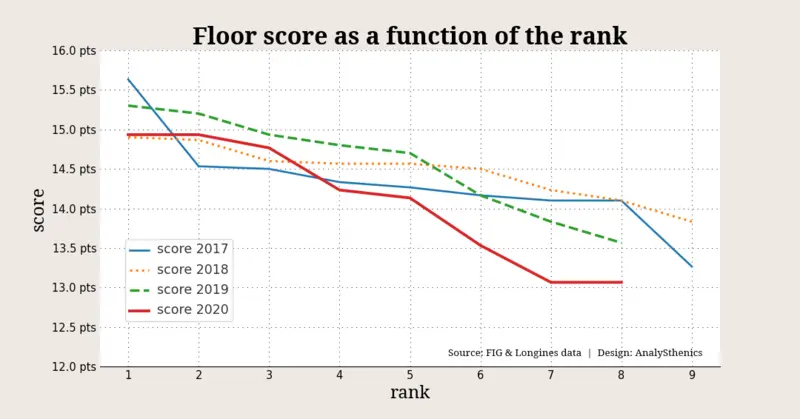 Floor score as a function of the rank
16.0 pts
15.5 pts
15.0 pts
14.5 pts
14.0 pts
13.5 pts
13.0 pts
12.5 pts
12.0 pts
score
score 2017
score 2018
score 2019
score 2020
Source: FIG & Longines data | Design: AnalySthenics
1 2 3 4 5 6 7 8 9
rank